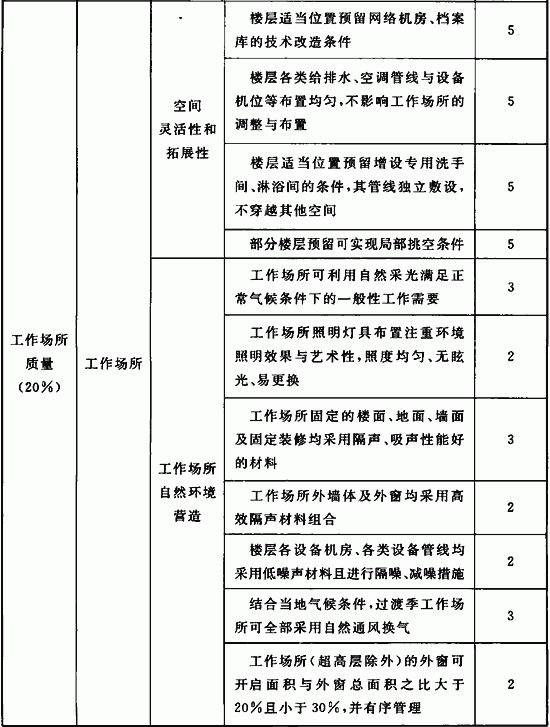 工作场所
质量
(20%)
工作场所
空间
灵活性和
拓展性
楼层适当位置预留网络机房、档案
库的技术改造条件
5
楼层各类给排水、空调管线与设备
机位等布置均匀,不影响工作场所的
调整与布置
5
楼层适当位置预留增设专用洗手
间、淋浴间的条件,其管线独立敷设,
不穿越其他空间
5
部分楼层预留可实现局部挑空条件
5
工作场所
自然环境
营造
工作场所可利用自然采光满足正
常气候条件下的一般性工作需要
3
工作场所照明灯具布置注重环境
照明效果与艺术性,照度均匀、无眩
光、易更换
2
工作场所固定的楼面、地面、墙面
及固定装修均采用隔声、吸声性能好
的材料
3
工作场所外墙体及外窗均采用高
效隔声材料组合
2
楼层各设备机房、各类设备管线均
采用低噪声材料且进行隔噪、减噪措施
2
结合当地气候条件,过渡季工作场
所可全部采用自然通风换气
3
工作场所(超高层除外)的外窗可
开启面积与外窗总面积之比大于
20%且小于30%,并有序管理
2